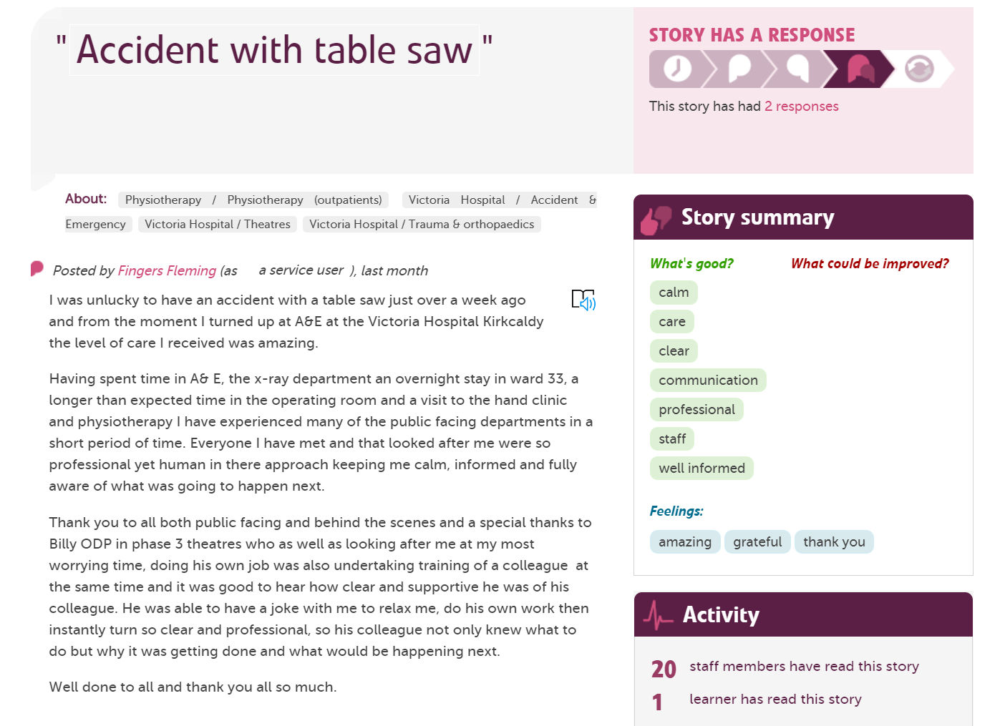 " Accident with table saw "
STORY HAS A RESPONSE
This story has had 2 responses
About: Physiotherapy / Physiotherapy (outpatients) Victoria Hospital / Accident &
Emergency Victoria Hospital / Theatres Victoria Hospital / Trauma & orthopaedics
Posted by Fingers Fleming (as a service user ), last month
I was unlucky to have an accident with a table saw just over a week ago
and from the moment I turned up at A&E at the Victoria Hospital Kirkcaldy
the level of care I received was amazing.
Having spent time in A& E, the x-ray department an overnight stay in ward 33, a
longer than expected time in the operating room and a visit to the hand clinic
and physiotherapy I have experienced many of the public facing departments in a
short period of time. Everyone I have met and that looked after me were so
professional yet human in there approach keeping me calm, informed and fully
aware of what was going to happen next.
Thank you to all both public facing and behind the scenes and a special thanks to
Billy ODP in phase 3 theatres who as well as looking after me at my most
worrying time, doing his own job was also undertaking training of a colleague  at
the same time and it was good to hear how clear and supportive he was of his
colleague. He was able to have a joke with me to relax me, do his own work then
instantly turn so clear and professional, so his colleague not only knew what to
do but why it was getting done and what would be happening next.
Well done to all and thank you all so much.
Story summary
What's good? What could be improved?
calm
care
clear
communication
professional
staff
well informed
Feelings:
amazing grateful thank you
Activity
20 staff members have read this story
1 learner has read this story